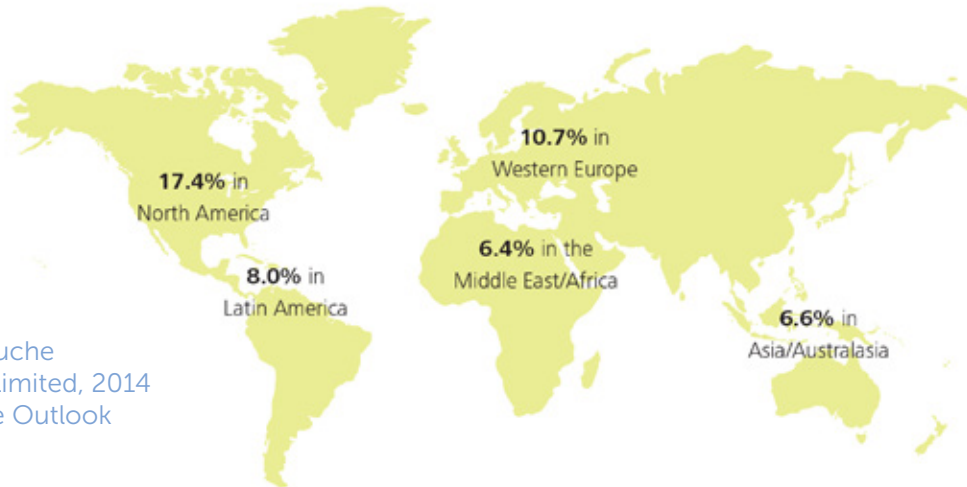 10.7% in
Western Europe
17.4% in
North America
6.4% in the
Middle East/Africa
8.0% in
Latin America
6.6% in
Asia/Australasia
uche
imited, 2014
e Outlook